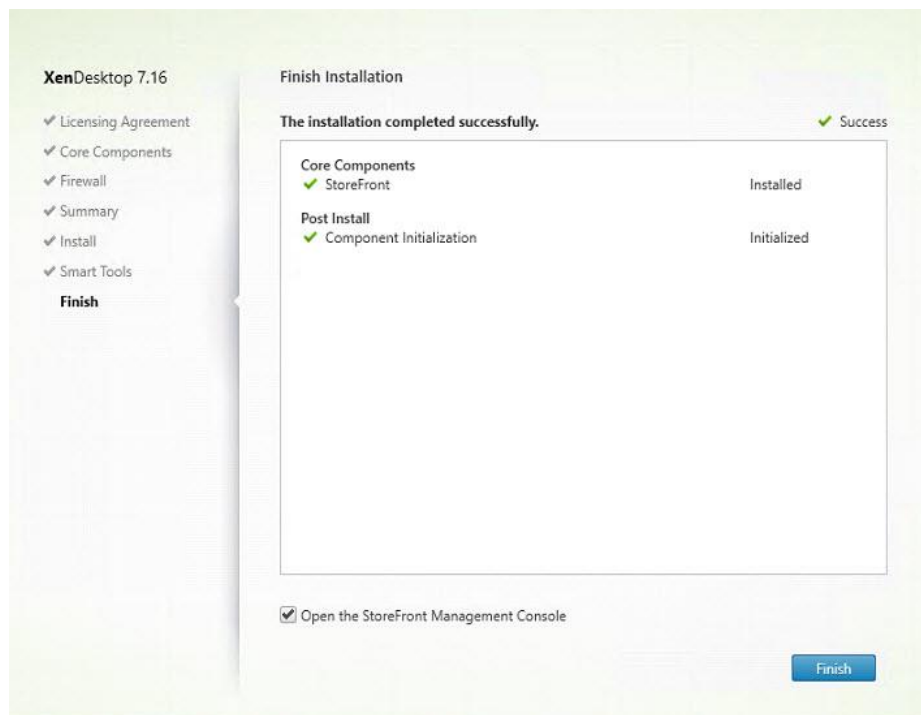 XenDesktop 7.16
Licensing Agreement
Core Components
Firewall
Summary
Install
Smart Tools
Finish
Finish Installation
The installation completed successfully.
Success
Core Components
StoreFront Installed
Post Install
Component Initialization Initialized
Open the StoreFront Management Console
Finish